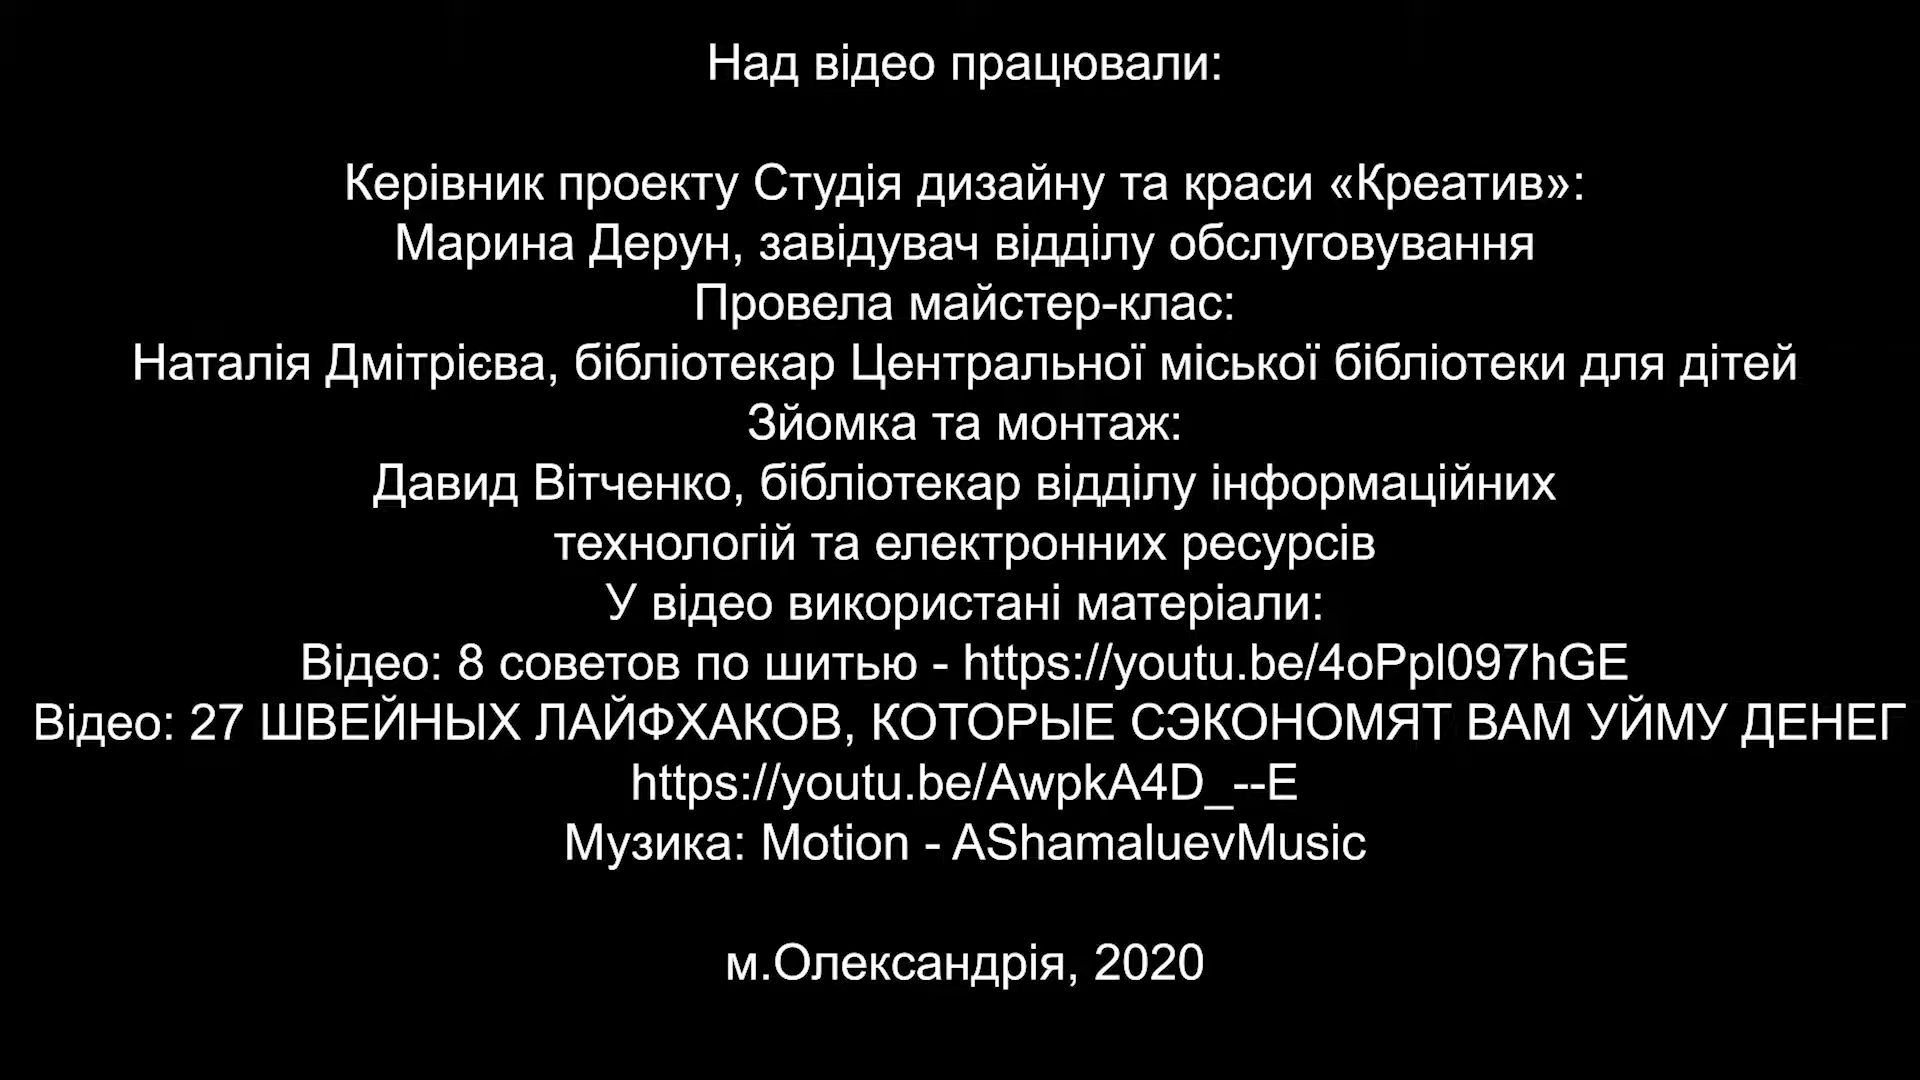 Над відео працювали:
Керівник проекту Студія дизайну та краси «Креатив»:
Марина Дерун, завідувач відділу обслуговування
Провела майстер-клас:
Наталія Дмітрієва, бібліотекар Центральної міської бібліотеки для дітей
Зйомка та монтаж:
Давид Вітченко, бібліотекар відділу інформаційних
технологій та електронних ресурсів
У відео використані матеріали:
Відео: 8 советов по шитью - https://youtu.be/4oPpl097hGE
Відео: 27 ШВЕЙНЫХ ЛАЙФХАКОВ, КОТОРЫЕ СЭКОНОМЯТ ВАМ УЙМУ ДЕНЕГ
https://youtu.be/AwpkA4D_--E
Музика: Motion - AShamaluevMusic
м.Олександрія, 2020